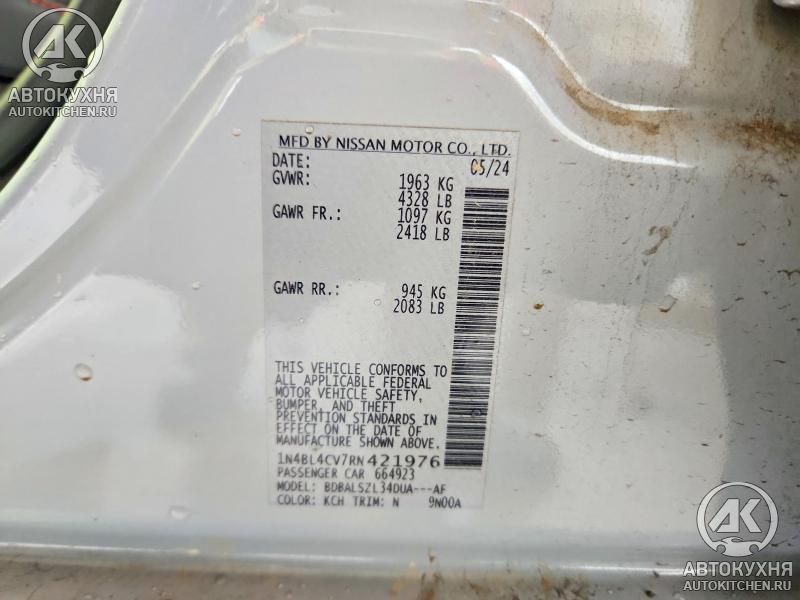 AK
АВТОКУХНЯ
AUTOKITCHEN.RU
MFD BY NISSAN MOTOR CO., LTD.
DATE: 05/24
GVWR: 1963 KG
4328 LB
GAWR FR.: 1097 KG
2418 LB
GAWR RR.: 945 KG
2083 LB
THIS VEHICLE CONFORMS TO
ALL APPLICABLE FEDERAL
MOTOR VEHICLE SAFETY,
BUMPER, AND THEFT
PREVENTION STANDARDS IN
EFFECT ON THE DATE OF
MANUFACTURE SHOWN ABOVE.
1N4BL4CV7RN421976
PASSENGER CAR 664923
MODEL: BDBALSZL34DUA---AF
COLOR: KCH TRIM: N 9N00A
AK
АВТОКУХНЯ
AUTOKITCHEN.RU